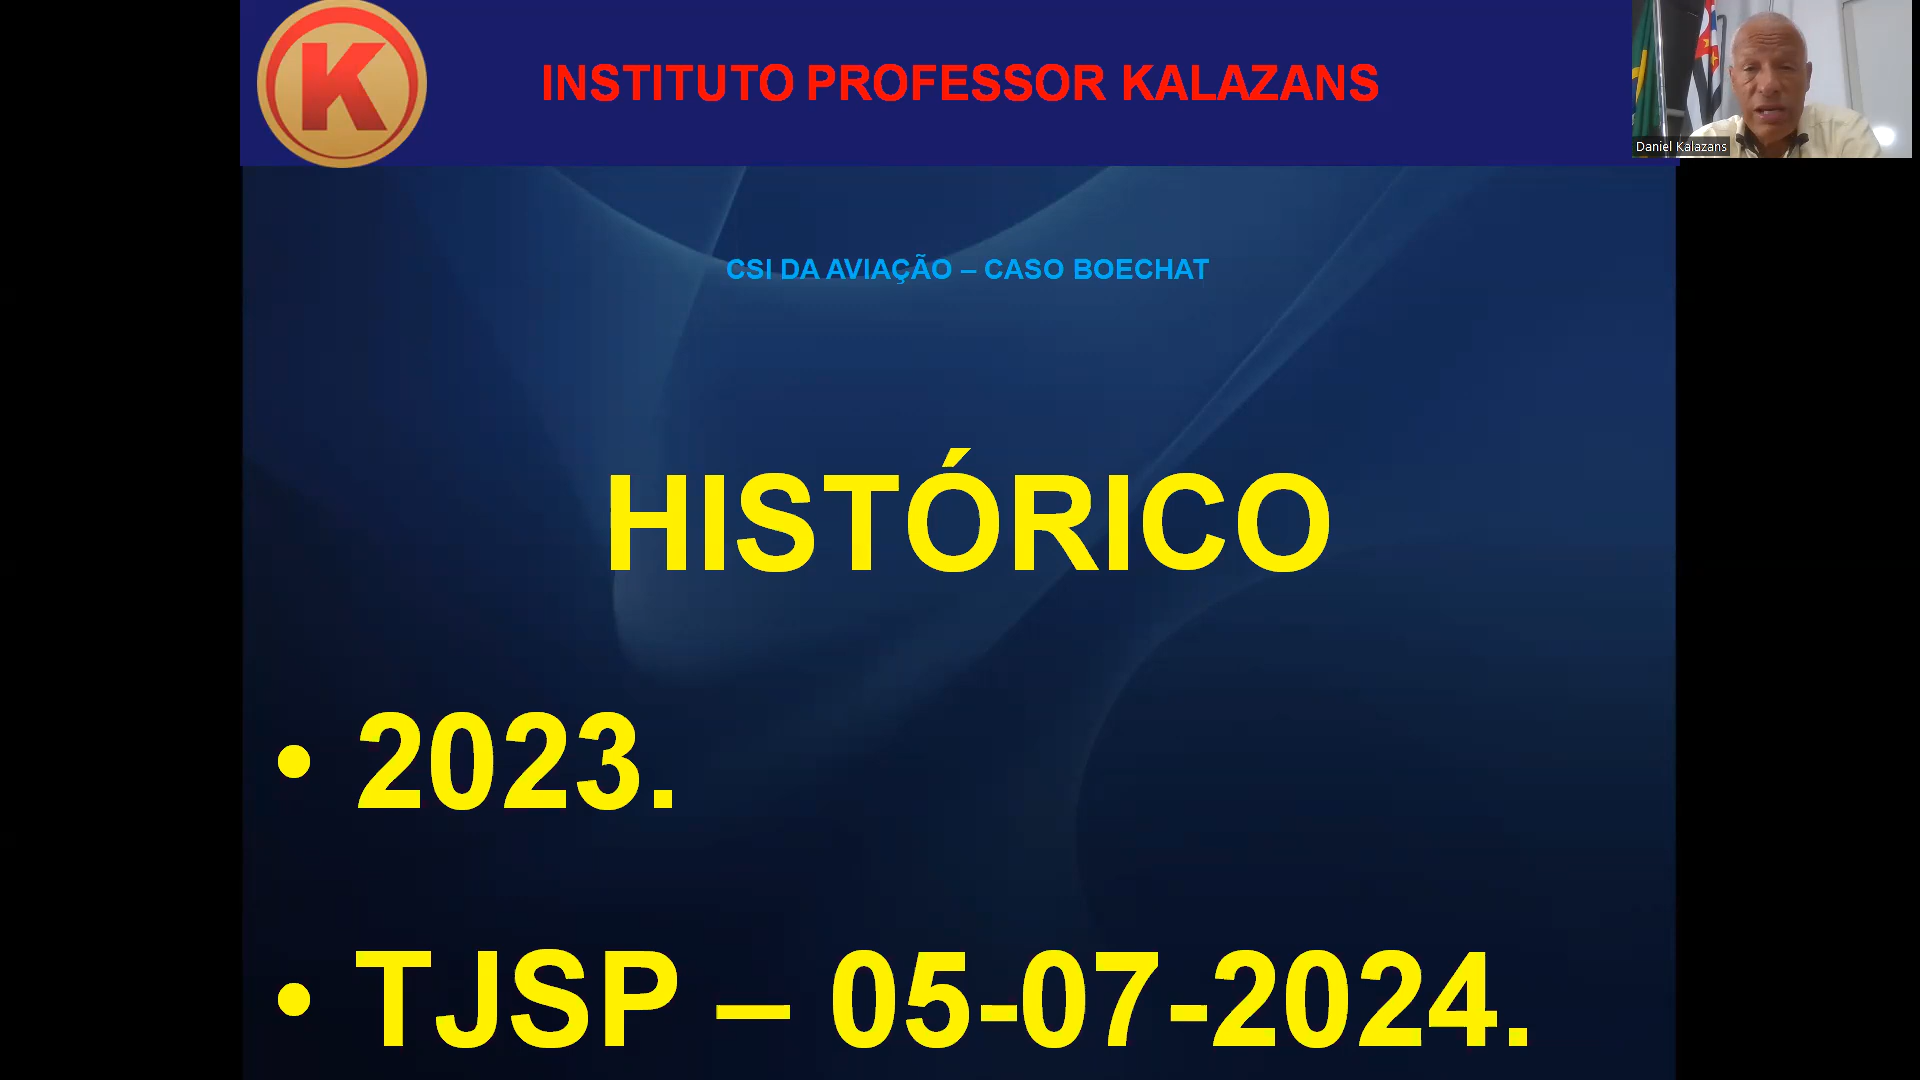 K
INSTITUTO PROFESSOR KALAZANS
Daniel Kalazans
CSI DA AVIAÇÃO – CASO BOECHAT
HISTÓRICO
• 2023.
• TJSP – 05-07-2024.